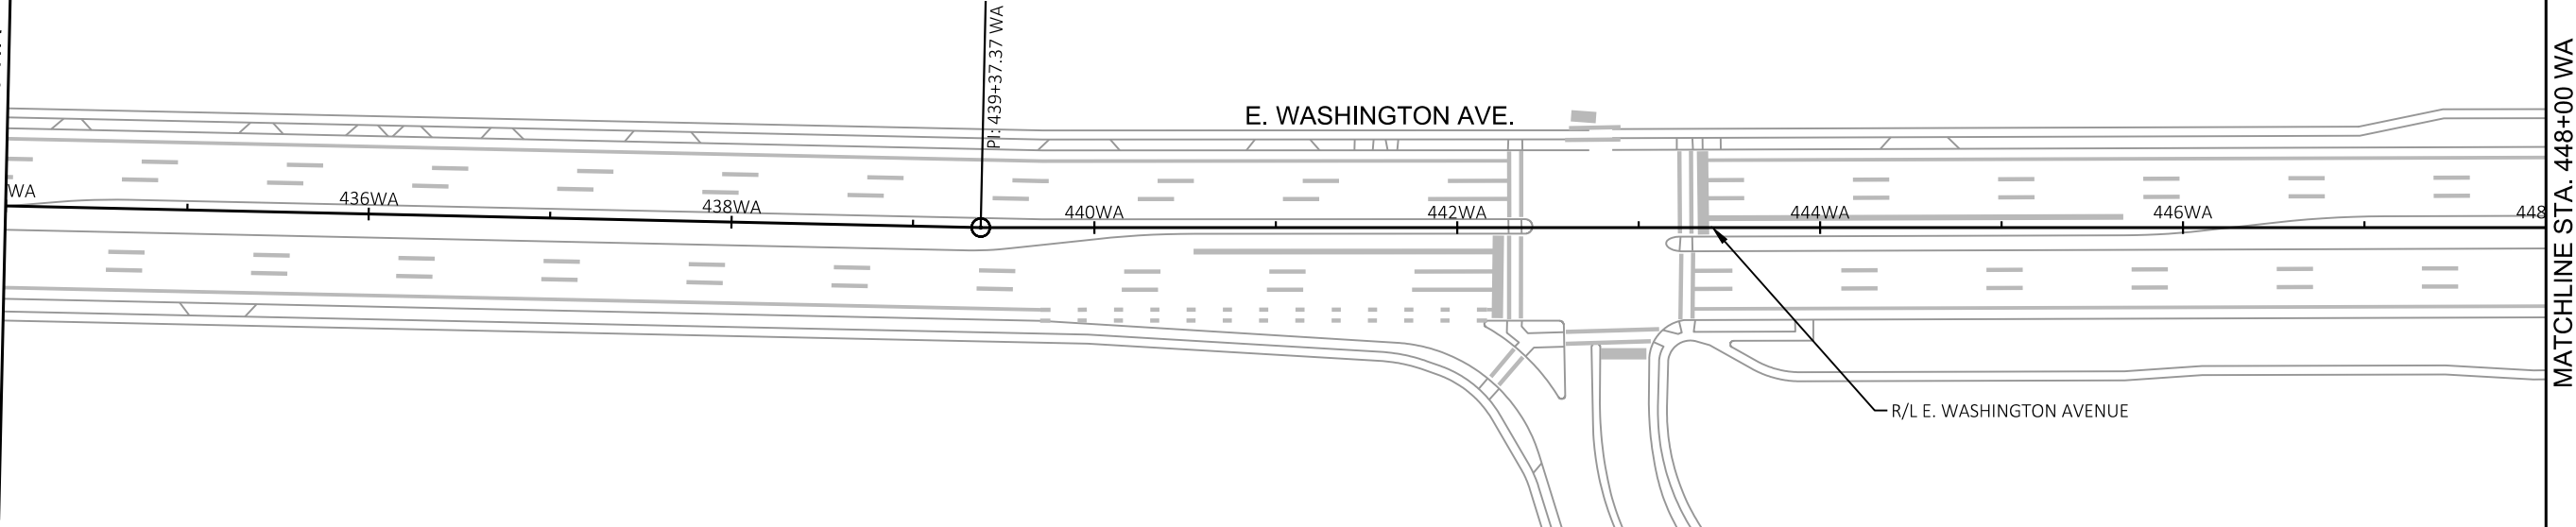 PI: 439+37.37 WA
E. WASHINGTON AVE.
WA
436WA
438WA
440WA
442WA
444WA
446WA
448
R/L E. WASHINGTON AVENUE
MATCHLINE STA. 448+00 WA